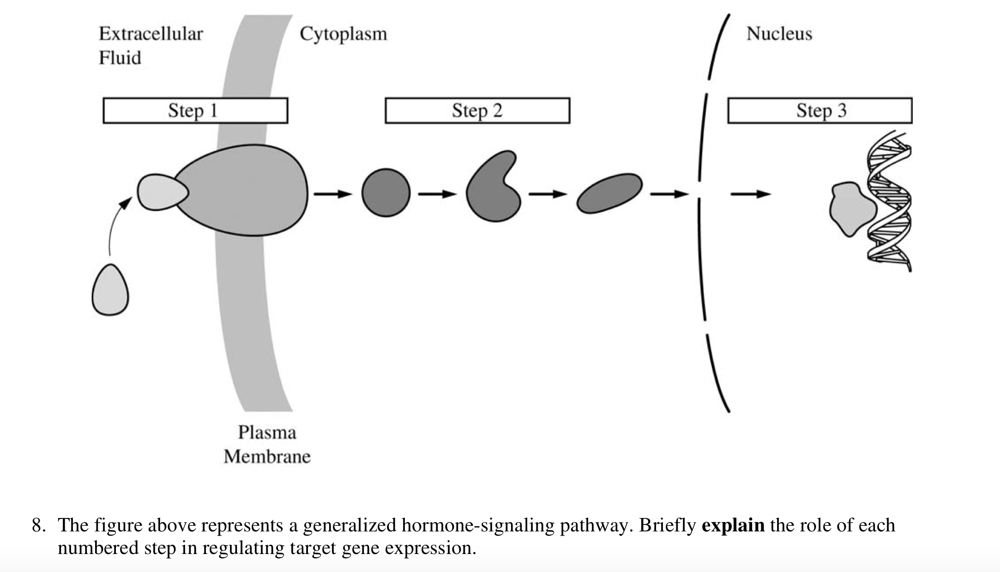 Extracellular
Fluid
Cytoplasm
Nucleus
Step 1
Step 2
Step 3
Plasma
Membrane
8. The figure above represents a generalized hormone-signaling pathway. Briefly explain the role of each
numbered step in regulating target gene expression.